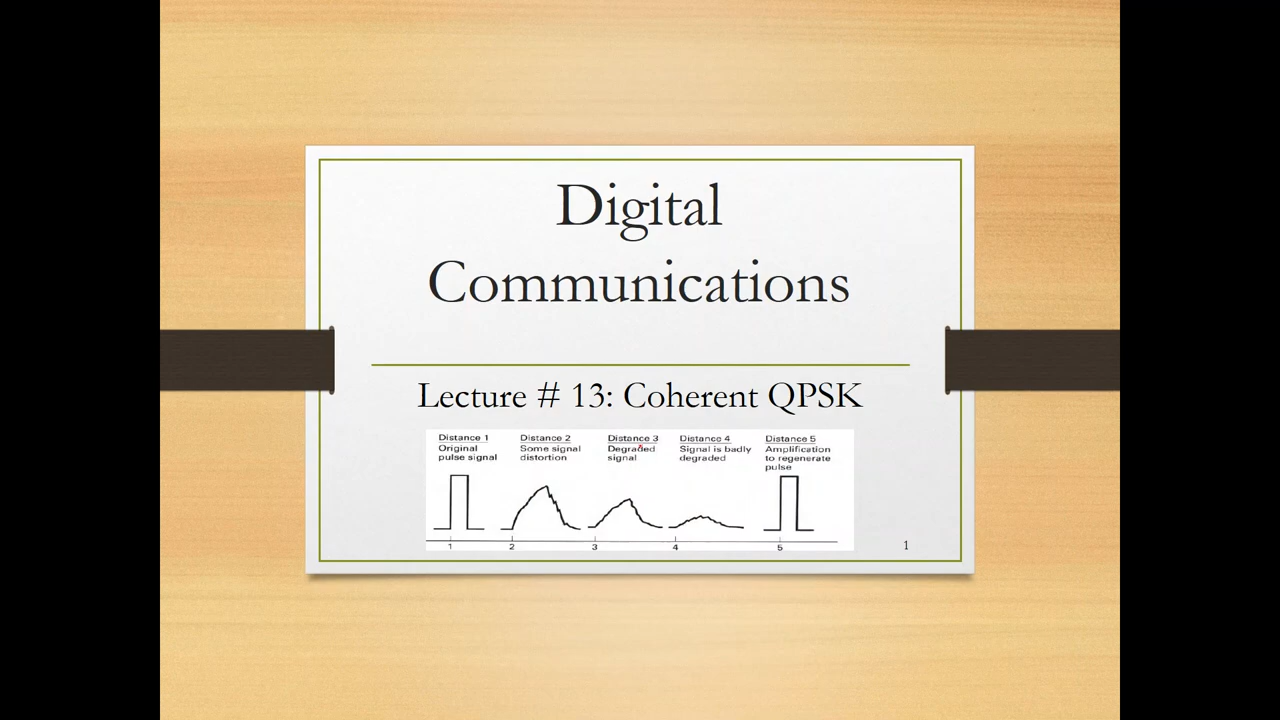 Digital
Communications
Lecture # 13: Coherent QPSK
Distance 1 Distance 2 Distance 3 Distance 4 Distance 5
Original Some signal Degraded Signal is badly Amplification
pulse signal distortion signal degraded to regenerate
pulse
1 2 3 4 5
1